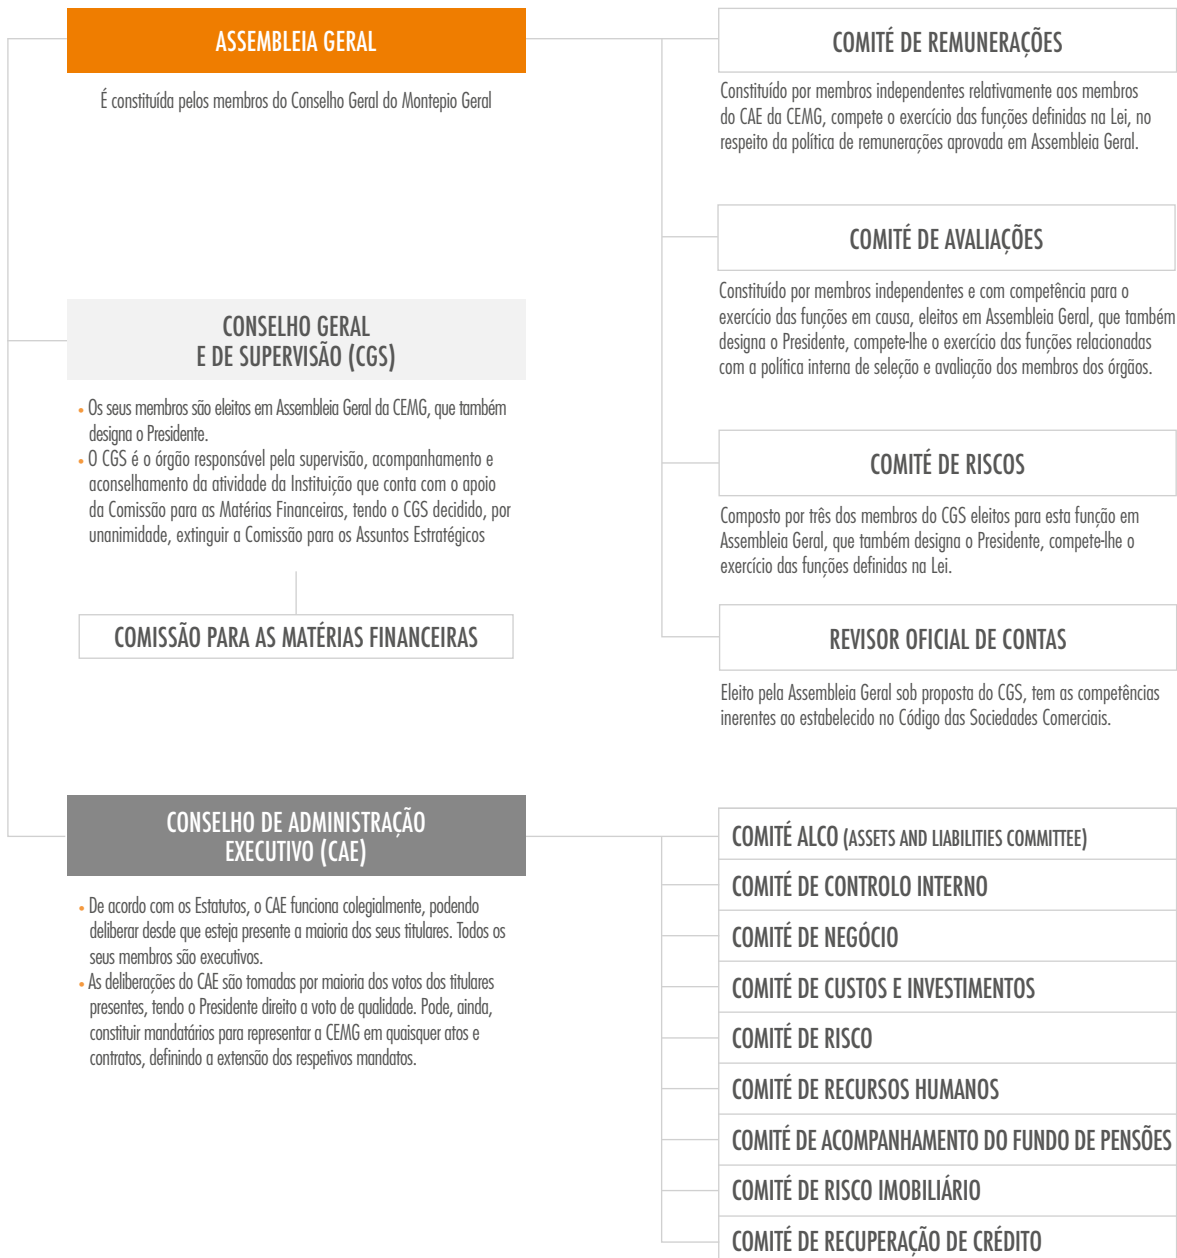 ASSEMBLEIA GERAL
É constituída pelos membros do Conselho Geral do Montepio Geral
CONSELHO GERAL
E DE SUPERVISÃO (CGS)
• Os seus membros são eleitos em Assembleia Geral da CEMG, que também
designa o Presidente.
• O CGS é o órgão responsável pela supervisão, acompanhamento e
aconselhamento da atividade da Instituição que conta com o apoio
da Comissão para as Matérias Financeiras, tendo o CGS decidido, por
unanimidade, extinguir a Comissão para os Assuntos Estratégicos
COMISSÃO PARA AS MATÉRIAS FINANCEIRAS
CONSELHO DE ADMINISTRAÇÃO
EXECUTIVO (CAE)
• De acordo com os Estatutos, o CAE funciona colegialmente, podendo
deliberar desde que esteja presente a maioria dos seus titulares. Todos os
seus membros são executivos.
• As deliberações do CAE são tomadas por maioria dos votos dos titulares
presentes, tendo o Presidente direito a voto de qualidade. Pode, ainda,
constituir mandatários para representar a CEMG em quaisquer atos e
contratos, definindo a extensão dos respetivos mandatos.
COMITÉ DE REMUNERAÇÕES
Constituído por membros independentes relativamente aos membros
do CAE da CEMG, compete o exercício das funções definidas na Lei, no
respeito da política de remunerações aprovada em Assembleia Geral.
COMITÉ DE AVALIAÇÕES
Constituído por membros independentes e com competência para o
exercício das funções em causa, eleitos em Assembleia Geral, que também
designa o Presidente, compete-lhe o exercício das funções relacionadas
com a política interna de seleção e avaliação dos membros dos órgãos.
COMITÉ DE RISCOS
Composto por três dos membros do CGS eleitos para esta função em
Assembleia Geral, que também designa o Presidente, compete-lhe o
exercício das funções definidas na Lei.
REVISOR OFICIAL DE CONTAS
Eleito pela Assembleia Geral sob proposta do CGS, tem as competências
inerentes ao estabelecido no Código das Sociedades Comerciais.
COMITÉ ALCO (ASSETS AND LIABILITIES COMMITTEE)
COMITÉ DE CONTROLO INTERNO
COMITÉ DE NEGÓCIO
COMITÉ DE CUSTOS E INVESTIMENTOS
COMITÉ DE RISCO
COMITÉ DE RECURSOS HUMANOS
COMITÉ DE ACOMPANHAMENTO DO FUNDO DE PENSÕES
COMITÉ DE RISCO IMOBILIÁRIO
COMITÉ DE RECUPERAÇÃO DE CRÉDITO